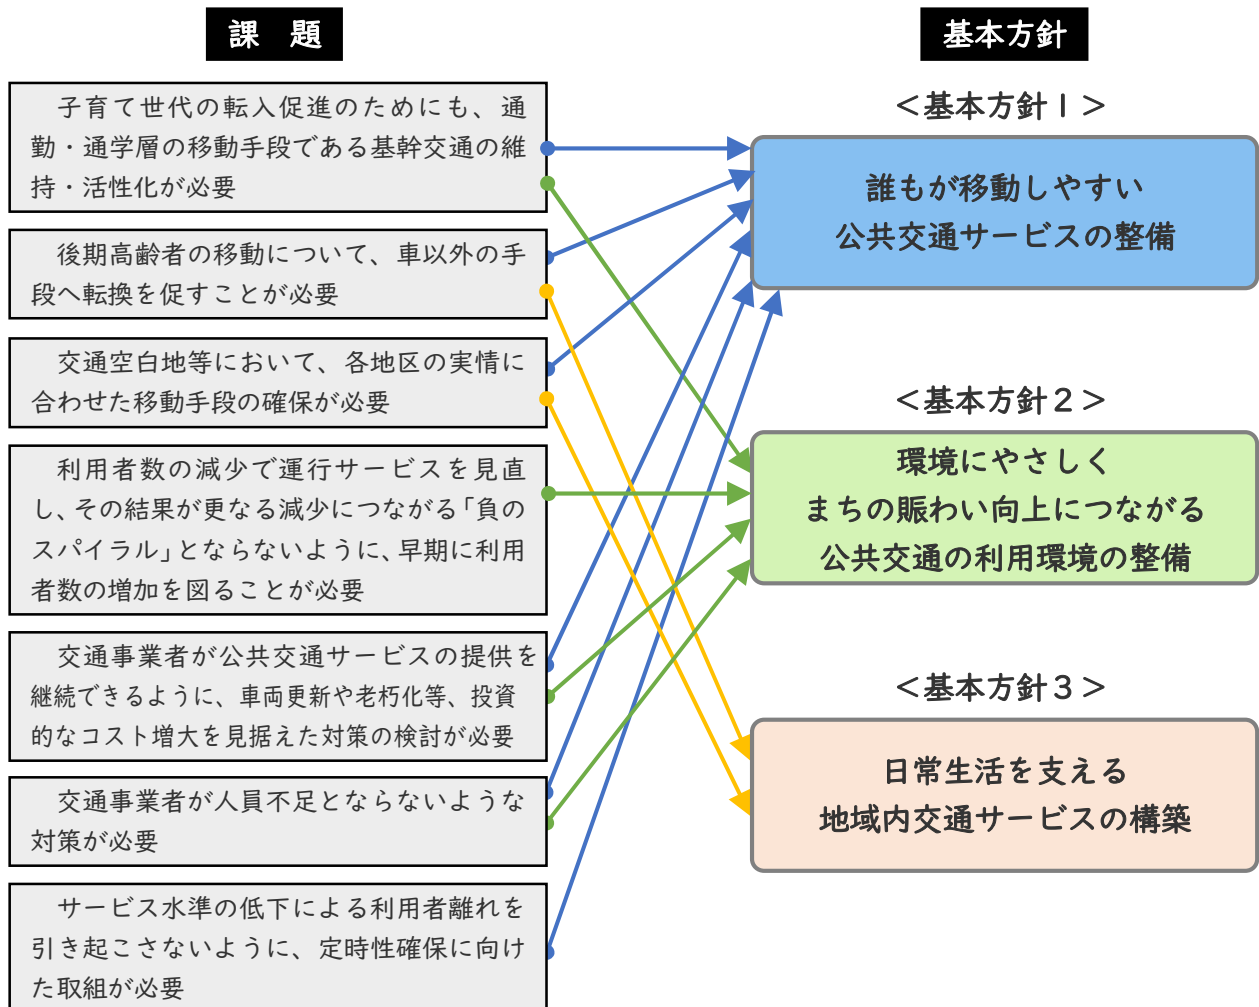 課　題
子育て世代の転入促進のためにも、通
勤・通学層の移動手段である基幹交通の維
持・活性化が必要
後期高齢者の移動について、車以外の手
段へ転換を促すことが必要
交通空白地等において、各地区の実情に
合わせた移動手段の確保が必要
利用者数の減少で運行サービスを見直
し、その結果が更なる減少につながる「負の
スパイラル」とならないように、早期に利用
者数の増加を図ることが必要
交通事業者が公共交通サービスの提供を
継続できるように、車両更新や老朽化等、投資
的なコスト増大を見据えた対策の検討が必要
交通事業者が人員不足とならないような
対策が必要
サービス水準の低下による利用者離れを
引き起こさないように、定時性確保に向け
た取組が必要
基本方針
＜基本方針１＞
誰もが移動しやすい
公共交通サービスの整備
＜基本方針２＞
環境にやさしく
まちの賑わい向上につながる
公共交通の利用環境の整備
＜基本方針３＞
日常生活を支える
地域内交通サービスの構築